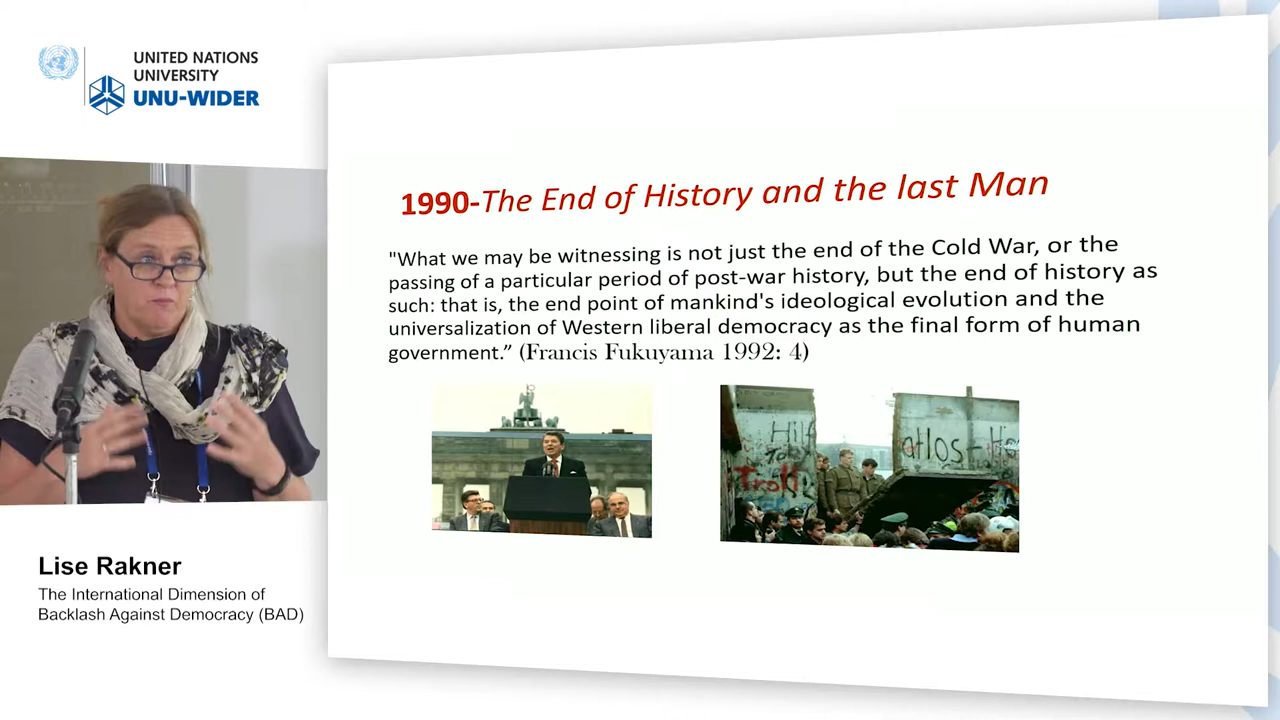 UNITED NATIONS
UNIVERSITY
UNU-WIDER
1990-The End of History and the last Man
"What we may be witnessing is not just the end of the Cold War, or the
passing of a particular period of post-war history, but the end of history as
such: that is, the end point of mankind's ideological evolution and the
universalization of Western liberal democracy as the final form of human
government.” (Francis Fukuyama 1992: 4)
Troll
Lise Rakner
The International Dimension of
Backlash Against Democracy (BAD)